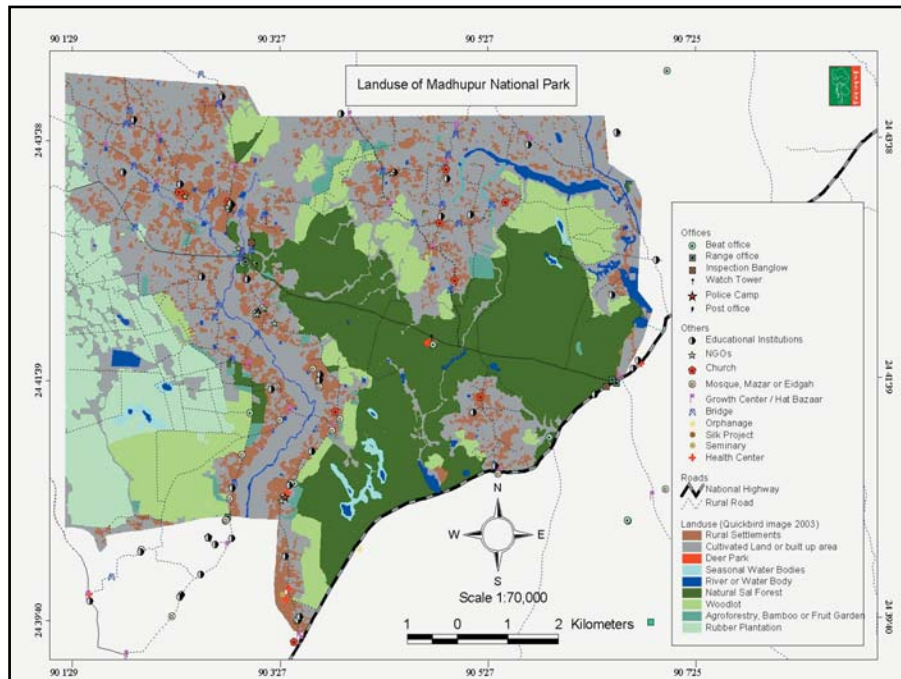 90 1'29 90 3'27 90 5'27 90 7'25
Landuse of Madhupur National Park
24 43'38 24 43'38
24 41'39 24 41'39
24 39'40 24 39'40
Offices
Beat office
Range office
Inspection Banglow
Watch Tower
Police Camp
Post office
Others
Educational Institutions
NGOs
Church
Mosque, Mazar or Eidgah
Growth Center / Hat Bazaar
Bridge
Orphanage
Silk Project
Seminary
Health Center
Roads
National Highway
Rural Road
Landuse (Quickbird image 2003)
Rural Settlements
Cultivated Land or built up area
Deer Park
Seasonal Water Bodies
River or Water Body
Natural Sal Forest
Woodlot
Agroforestry, Bamboo or Fruit Garden
Rubber Plantation
N
W E
S
Scale 1:70,000
1 0 1 2 Kilometers
90 1'29 90 3'27 90 5'27 90 7'25